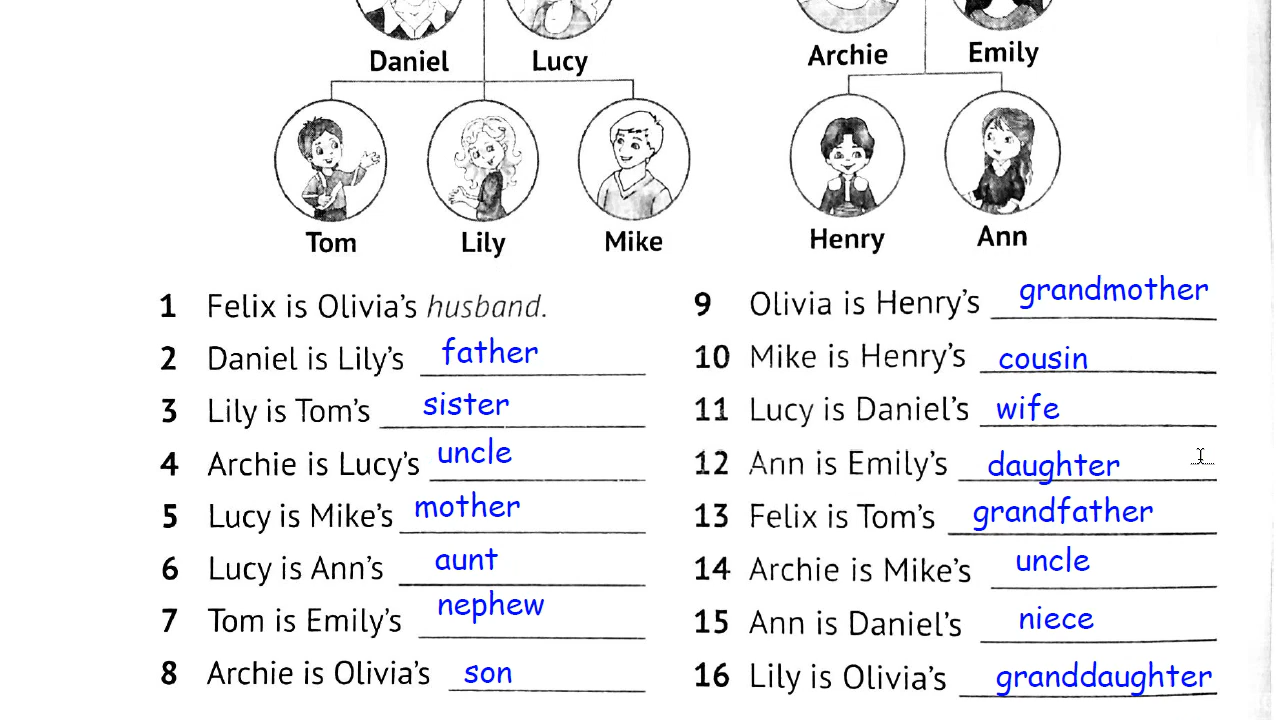 Daniel Lucy Archie Emily
Tom Lily Mike Henry Ann
1 Felix is Olivia's husband.
2 Daniel is Lily's father
3 Lily is Tom's sister
4 Archie is Lucy's uncle
5 Lucy is Mike's mother
6 Lucy is Ann's aunt
7 Tom is Emily's nephew
8 Archie is Olivia's son
9 Olivia is Henry's grandmother
10 Mike is Henry's cousin
11 Lucy is Daniel's wife
12 Ann is Emily's daughter
13 Felix is Tom's grandfather
14 Archie is Mike's uncle
15 Ann is Daniel's niece
16 Lily is Olivia's granddaughter